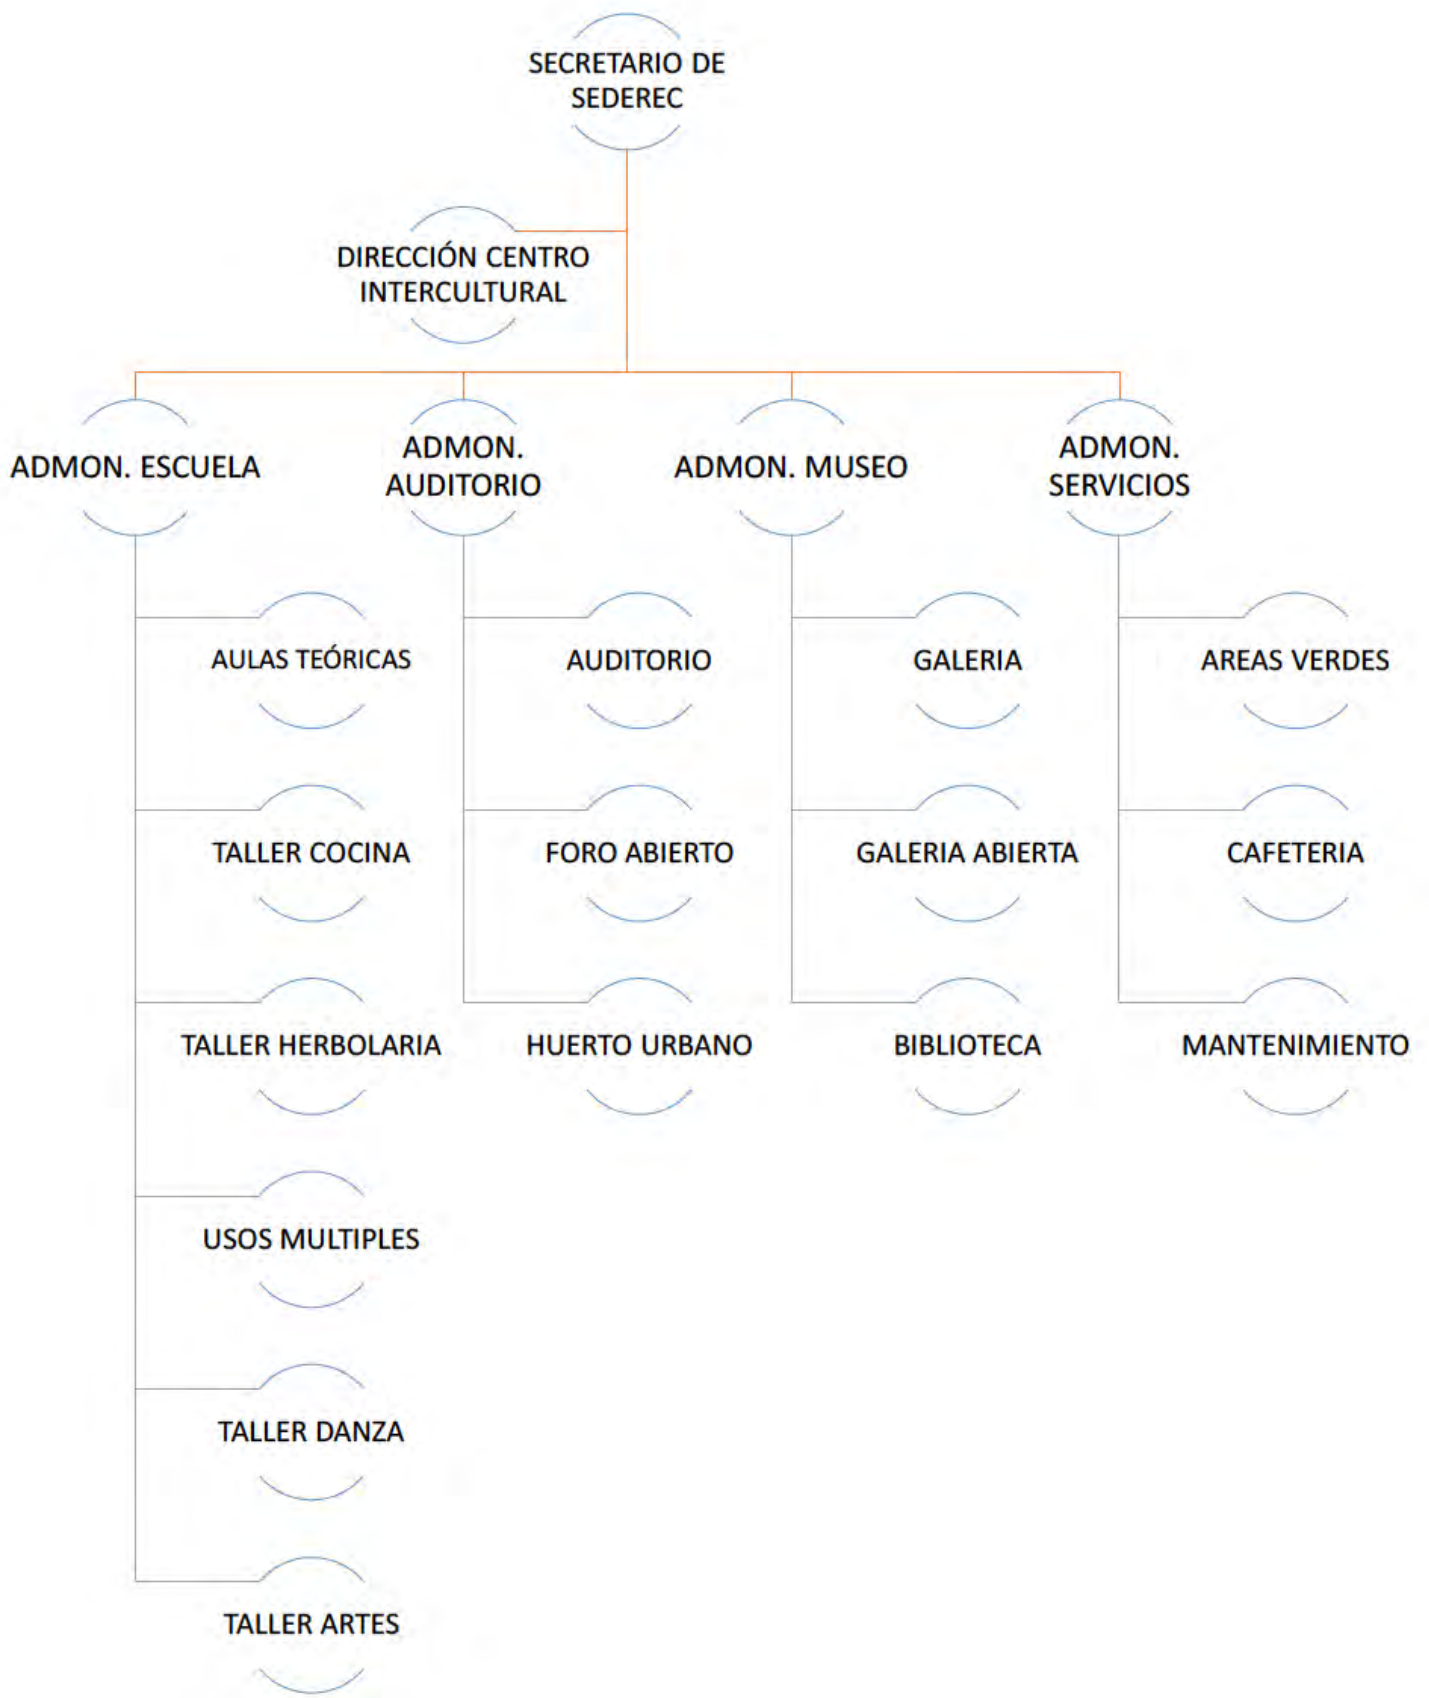 SECRETARIO DE
SEDEREC
DIRECCIÓN CENTRO
INTERCULTURAL
ADMON. ESCUELA
ADMON.
AUDITORIO
ADMON. MUSEO
ADMON.
SERVICIOS
AULAS TEÓRICAS
AUDITORIO
GALERIA
AREAS VERDES
TALLER COCINA
FORO ABIERTO
GALERIA ABIERTA
CAFETERIA
TALLER HERBOLARIA
HUERTO URBANO
BIBLIOTECA
MANTENIMIENTO
USOS MULTIPLES
TALLER DANZA
TALLER ARTES